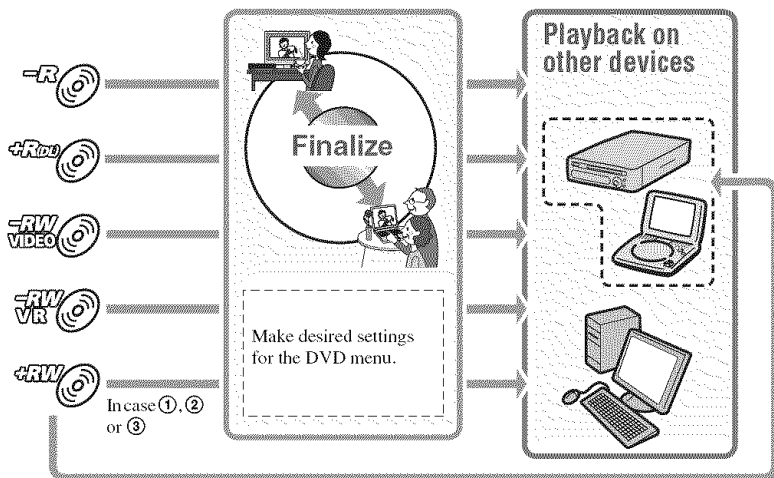 -R
+R(DL)
-RW
VIDEO
-RW
VR
+RW
In case ①, ②
or ③
Finalize
Make desired settings
for the DVD menu.
Playback on
other devices